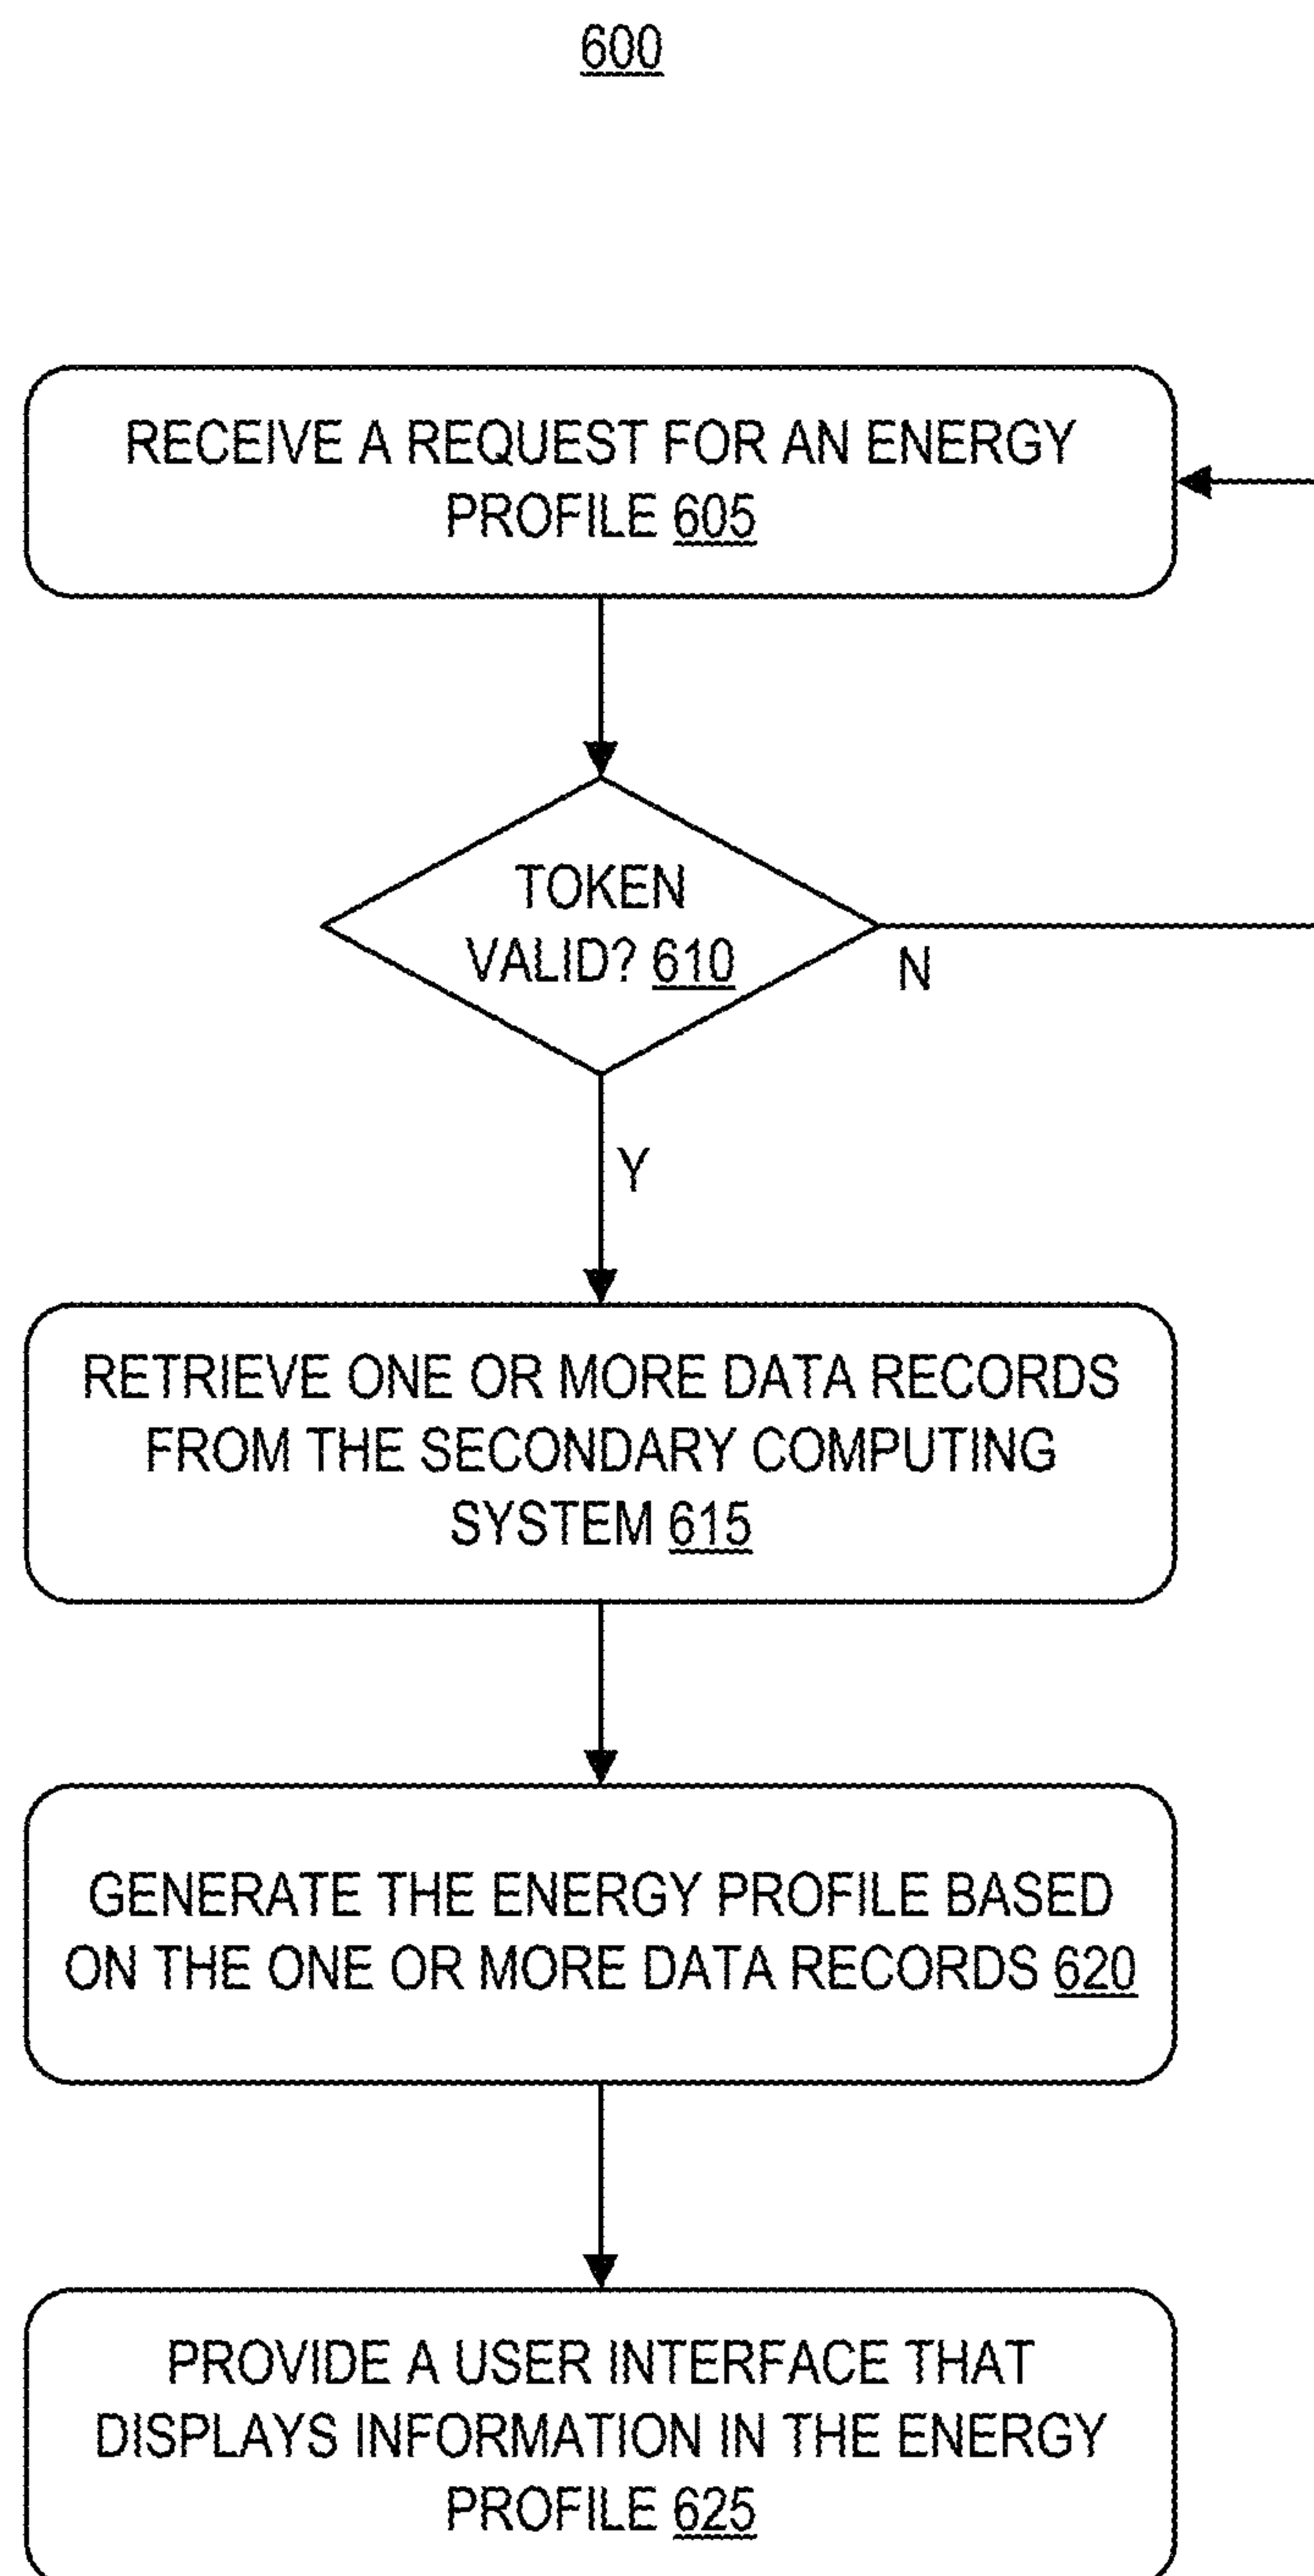 600
RECEIVE A REQUEST FOR AN ENERGY
PROFILE 605
TOKEN
VALID? 610
N
Y
RETRIEVE ONE OR MORE DATA RECORDS
FROM THE SECONDARY COMPUTING
SYSTEM 615
GENERATE THE ENERGY PROFILE BASED
ON THE ONE OR MORE DATA RECORDS 620
PROVIDE A USER INTERFACE THAT
DISPLAYS INFORMATION IN THE ENERGY
PROFILE 625